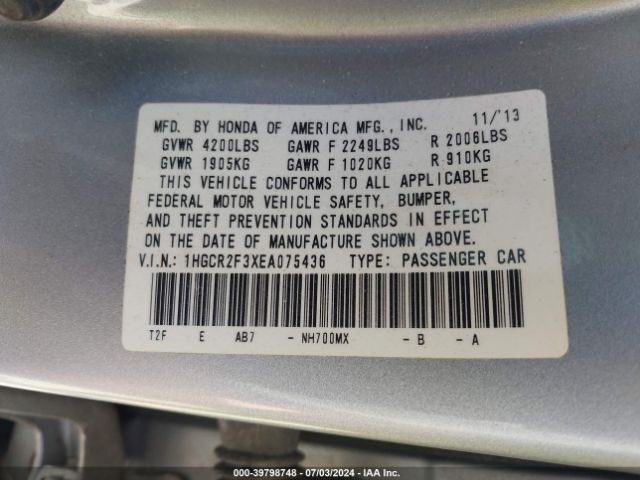 MFD. BY HONDA OF AMERICA MFG., INC. 11/'13
GVWR 4200LBS GAWR F 2249LBS R 2006LBS
GVWR 1905KG GAWR F 1020KG R 910KG
THIS VEHICLE CONFORMS TO ALL APPLICABLE
FEDERAL MOTOR VEHICLE SAFETY, BUMPER,
AND THEFT PREVENTION STANDARDS IN EFFECT
ON THE DATE OF MANUFACTURE SHOWN ABOVE.
V.I.N.: 1HGCR2F3XEA075436 TYPE: PASSENGER CAR
T2F E AB7 - NH700MX - B - A
000-39798748 - 07/03/2024 - IAA Inc.